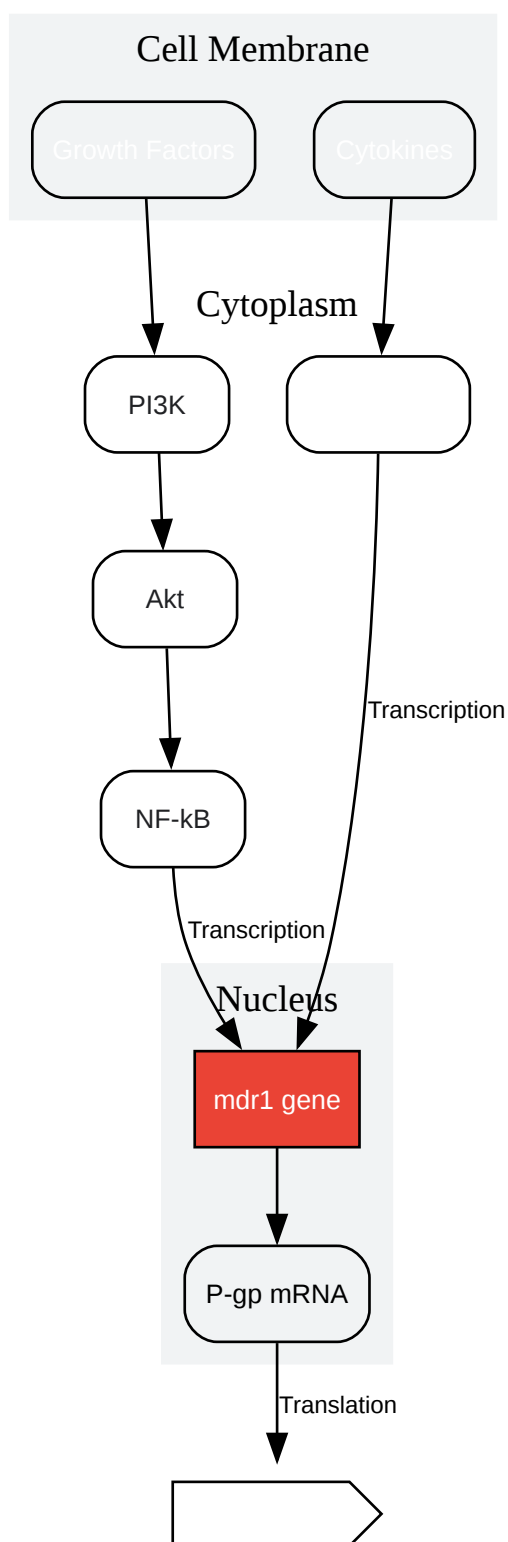 Cell Membrane
Growth Factors
Cytokines
Cytoplasm
PI3K
Akt
Transcription
NF-kB
Transcription
Nucleus
mdr1 gene
P-gp mRNA
Translation